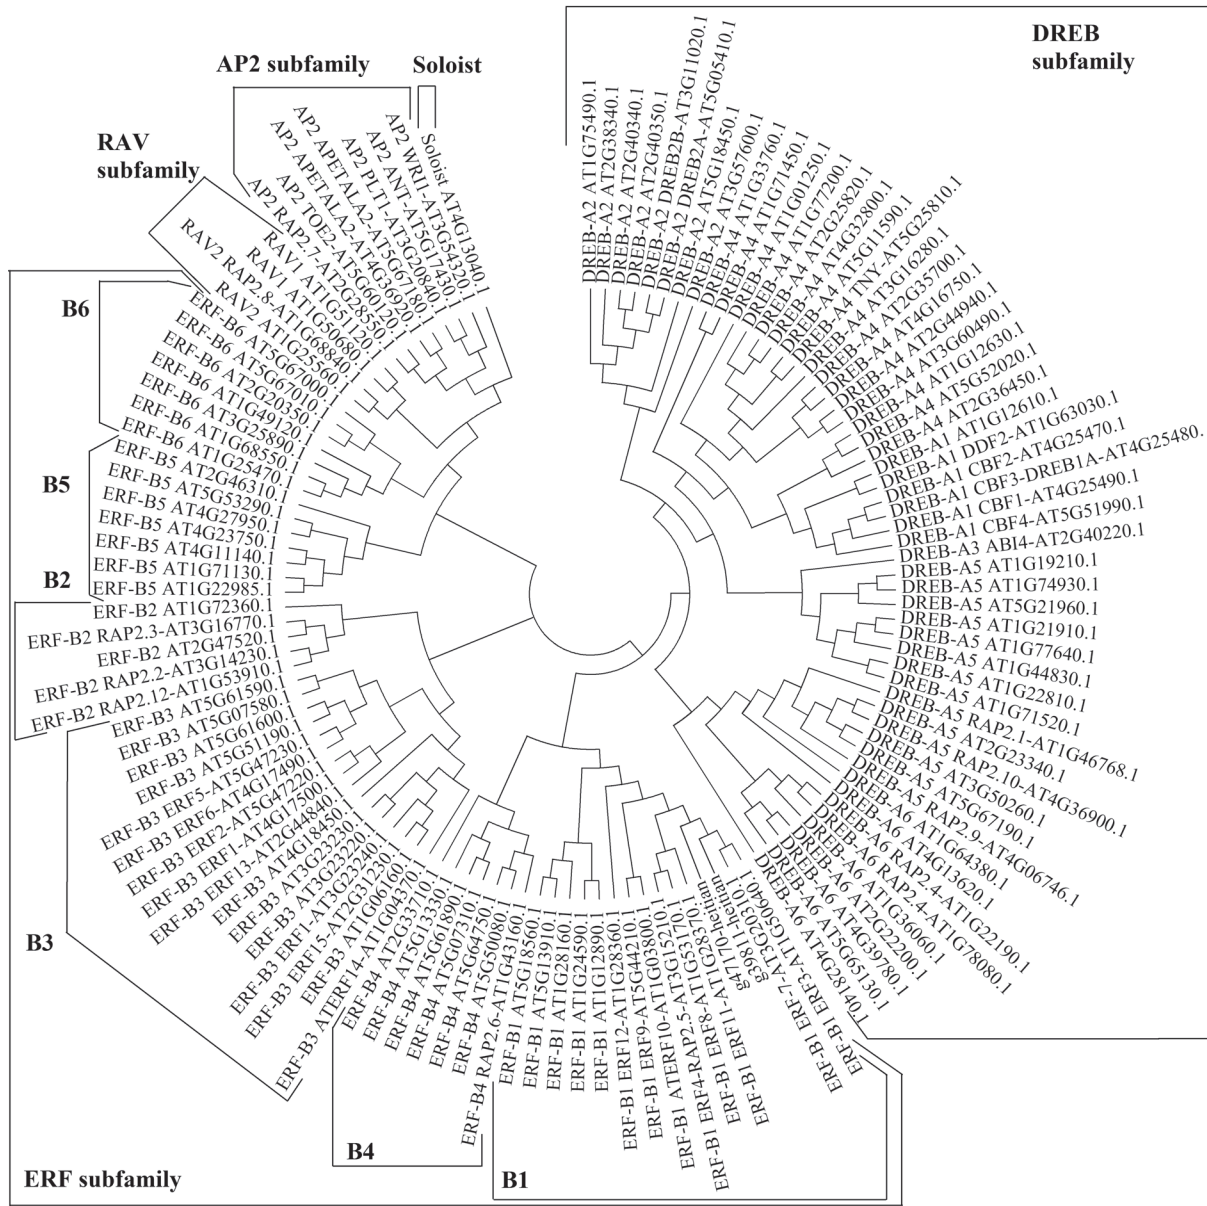 DREB
subfamily
AP2 subfamily
Soloist
RAV
subfamily
B6
B5
B2
B3
B4
B1
ERF subfamily
DREB-A2 AT1G75490.1
DREB-A2 AT2G38340.1
DREB-A2 AT2G40340.1
DREB-A2 AT2G40350.1
DREB-A2 DREB2B-AT3G11020.1
DREB-A2 DREB2A-AT5G05410.1
DREB-A2 AT5G18450.1
DREB-A2 AT3G57600.1
DREB-A4 AT1G33760.1
DREB-A4 AT1G71450.1
DREB-A4 AT1G01250.1
DREB-A4 AT1G77200.1
DREB-A4 AT2G25820.1
DREB-A4 AT4G32800.1
DREB-A4 AT5G11590.1
DREB-A4 TNY-AT5G25810.1
DREB-A4 AT3G16280.1
DREB-A4 AT2G35700.1
DREB-A4 AT4G16750.1
DREB-A4 AT2G44940.1
DREB-A4 AT3G60490.1
DREB-A4 AT1G12630.1
DREB-A4 AT5G52020.1
DREB-A4 AT2G36450.1
DREB-A1 AT1G12610.1
DREB-A1 DDF2-AT1G63030.1
DREB-A1 CBF2-AT4G25470.1
DREB-A1 CBF3-DREB1A-AT4G25480.
DREB-A1 CBF1-AT4G25490.1
DREB-A1 CBF4-AT5G51990.1
DREB-A3 ABI4-AT2G40220.1
DREB-A5 AT1G19210.1
DREB-A5 AT1G74930.1
DREB-A5 AT5G21960.1
DREB-A5 AT1G21910.1
DREB-A5 AT1G77640.1
DREB-A5 AT1G44830.1
DREB-A5 AT1G22810.1
DREB-A5 AT1G71520.1
DREB-A5 RAP2.1-AT1G46768.1
DREB-A5 AT2G23340.1
DREB-A5 RAP2.10-AT4G36900.1
DREB-A5 AT3G50260.1
DREB-A5 AT5G67190.1
DREB-A5 RAP2.9-AT4G06746.1
DREB-A6 AT1G64380.1
DREB-A6 AT4G13620.1
DREB-A6 RAP2.4-AT1G22190.1
DREB-A6 RAP2.4-AT1G78080.1
DREB-A6 AT1G36060.1
DREB-A6 AT2G22200.1
DREB-A6 AT4G39780.1
DREB-A6 AT5G65130.1
DREB-A6 AT4G28140.1
ERF-B1 ERF3-AT1G50640.1
ERF-B1 ERF-7-AT3G20310.1
g39811-heitian
g47170-heitian
ERF-B1 ERF11-AT1G28370.1
ERF-B1 ERF8-AT1G53170.1
ERF-B1 ERF4-RAP2.5-AT3G15210.1
ERF-B1 ATERF10-AT1G03800.1
ERF-B1 ERF9-AT5G44210.1
ERF-B1 ERF12-AT1G28360.1
ERF-B1 AT1G12890.1
ERF-B1 AT1G24590.1
ERF-B1 AT1G28160.1
ERF-B1 AT5G13910.1
ERF-B1 AT5G18560.1
ERF-B4 RAP2.6-AT1G43160.1
ERF-B4 AT5G50080.1
ERF-B4 AT5G64750.1
ERF-B4 AT5G07310.1
ERF-B4 AT5G61890.1
ERF-B4 AT5G13330.1
ERF-B4 AT2G33710.1
ERF-B3 ATERF14-AT1G04370.1
ERF-B3 AT1G06160.1
ERF-B3 ERF15-AT2G31230.1
ERF-B3 ERF1-AT3G23240.1
ERF-B3 AT3G23220.1
ERF-B3 AT3G23230.1
ERF-B3 AT4G18450.1
ERF-B3 ERF13-AT2G44840.1
ERF-B3 ERF1-AT4G17500.1
ERF-B3 ERF2-AT5G47220.1
ERF-B3 ERF6-AT4G17490.1
ERF-B3 ERF5-AT5G47230.1
ERF-B3 AT5G51190.1
ERF-B3 AT5G61600.1
ERF-B3 AT5G07580.1
ERF-B3 AT5G61590.1
ERF-B2 RAP2.12-AT1G53910.1
ERF-B2 RAP2.2-AT3G14230.1
ERF-B2 AT2G47520.1
ERF-B2 RAP2.3-AT3G16770.1
ERF-B2 AT1G72360.1
ERF-B5 AT1G22985.1
ERF-B5 AT1G71130.1
ERF-B5 AT4G11140.1
ERF-B5 AT4G23750.1
ERF-B5 AT4G27950.1
ERF-B5 AT5G53290.1
ERF-B5 AT2G46310.1
ERF-B6 AT1G25470.1
ERF-B6 AT1G68550.1
ERF-B6 AT3G25890.1
ERF-B6 AT1G49120.1
ERF-B6 AT2G20350.1
ERF-B6 AT5G67010.1
ERF-B6 AT5G67000.1
RAV2 AT1G25560.1
RAV2 RAP2.8-AT1G68840.1
RAV1 AT1G50680.1
RAV1 AT1G51120.1
AP2 RAP2.7-AT2G28550.1
AP2 TOE2-AT5G60120.1
AP2 APETALA2-AT4G36920.1
AP2 APETALA2-AT5G67180.1
AP2 PLT1-AT3G20840.1
AP2 ANT-AT5G17430.1
AP2 WRI1-AT3G54320.1
Soloist AT4G13040.1